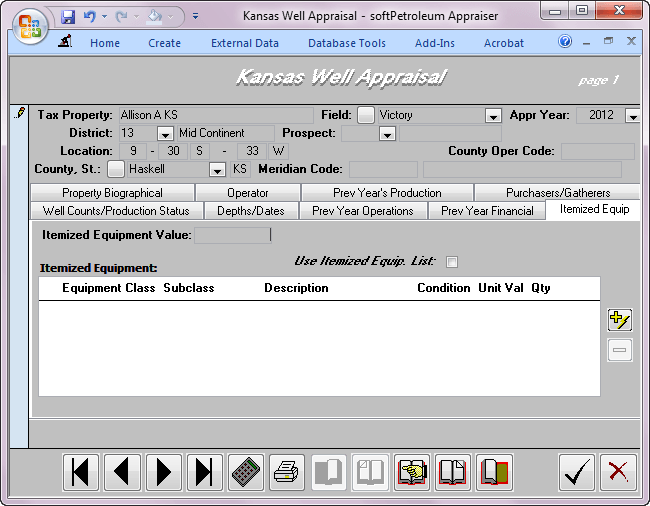 Kansas Well Appraisal - softPetroleum Appraiser
Home Create External Data Database Tools Add-Ins Acrobat
Kansas Well Appraisal page 1
Tax Property: Allison A KS Field: Victory Appr Year: 2012
District: 13 Mid Continent Prospect:
Location: 9 - 30 S - 33 W County Oper Code:
County, St.: Haskell KS Meridian Code:
Property Biographical Operator Prev Year's Production Purchasers/Gatherers
Well Counts/Production Status Depths/Dates Prev Year Operations Prev Year Financial Itemized Equip
Itemized Equipment Value:
Use Itemized Equip. List:
Itemized Equipment:
Equipment Class Subclass Description Condition Unit Val Qty